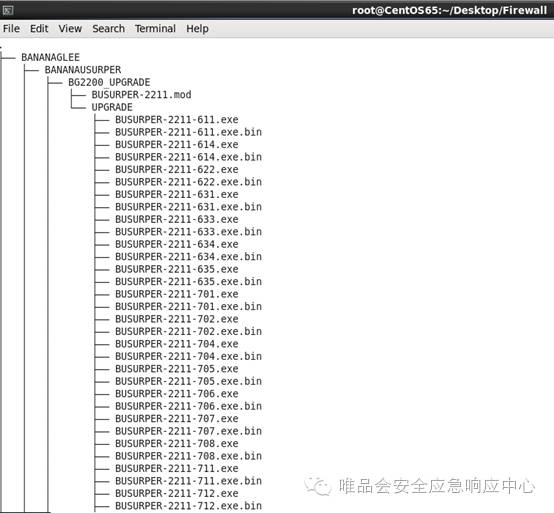 root@CentOS65:~/Desktop/Firewall
File Edit View Search Terminal Help
.
├── BANANAGLEE
│   ├── BANANAUSURPER
│   │   ├── BG2200_UPGRADE
│   │   │   ├── BUSURPER-2211.mod
│   │   │   └── UPGRADE
│   │   │       ├── BUSURPER-2211-611.exe
│   │   │       ├── BUSURPER-2211-611.exe.bin
│   │   │       ├── BUSURPER-2211-614.exe
│   │   │       ├── BUSURPER-2211-614.exe.bin
│   │   │       ├── BUSURPER-2211-622.exe
│   │   │       ├── BUSURPER-2211-622.exe.bin
│   │   │       ├── BUSURPER-2211-631.exe
│   │   │       ├── BUSURPER-2211-631.exe.bin
│   │   │       ├── BUSURPER-2211-633.exe
│   │   │       ├── BUSURPER-2211-633.exe.bin
│   │   │       ├── BUSURPER-2211-634.exe
│   │   │       ├── BUSURPER-2211-634.exe.bin
│   │   │       ├── BUSURPER-2211-635.exe
│   │   │       ├── BUSURPER-2211-635.exe.bin
│   │   │       ├── BUSURPER-2211-701.exe
│   │   │       ├── BUSURPER-2211-701.exe.bin
│   │   │       ├── BUSURPER-2211-702.exe
│   │   │       ├── BUSURPER-2211-702.exe.bin
│   │   │       ├── BUSURPER-2211-704.exe
│   │   │       ├── BUSURPER-2211-704.exe.bin
│   │   │       ├── BUSURPER-2211-705.exe
│   │   │       ├── BUSURPER-2211-705.exe.bin
│   │   │       ├── BUSURPER-2211-706.exe
│   │   │       ├── BUSURPER-2211-706.exe.bin
│   │   │       ├── BUSURPER-2211-707.exe
│   │   │       ├── BUSURPER-2211-707.exe.bin
│   │   │       ├── BUSURPER-2211-708.exe
│   │   │       ├── BUSURPER-2211-708.exe.bin
│   │   │       ├── BUSURPER-2211-711.exe
│   │   │       ├── BUSURPER-2211-711.exe.bin
│   │   │       ├── BUSURPER-2211-712.exe
│   │   │       ├── BUSURPER-2211-712.exe.bin
唯品会安全应急响应中心